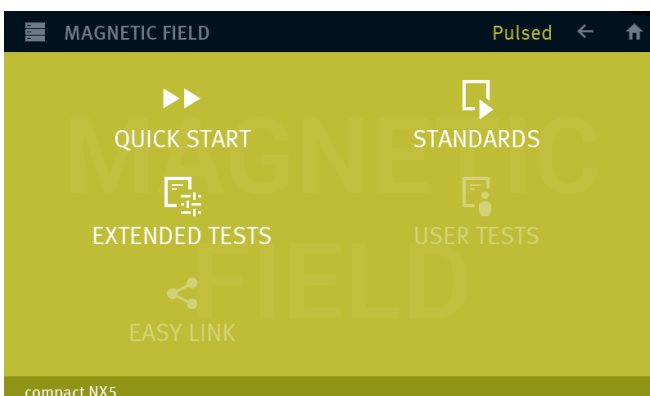 MAGNETIC FIELD Pulsed
QUICK START STANDARDS
EXTENDED TESTS USER TESTS
EASY LINK
MAGNETIC
FIELD
compact NX5